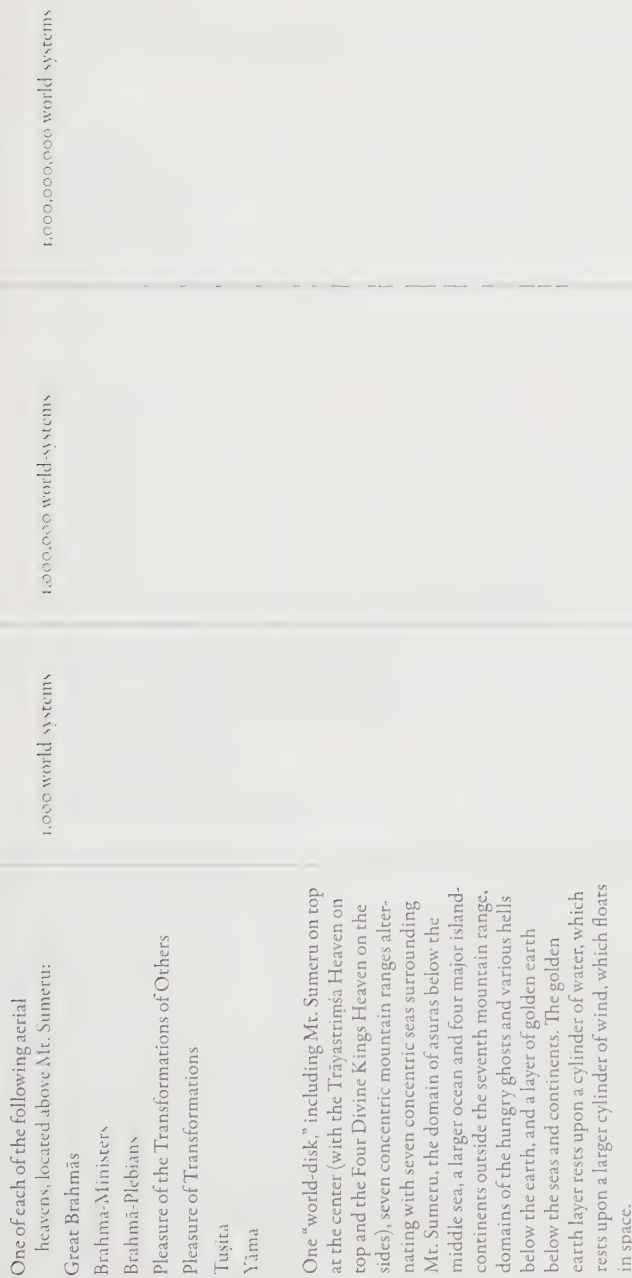 One of each of the following aerial
heavens, located above Mt. Sumeru:
Great Brahmās
Brahma-Ministers
Brahmā-Plebians
Pleasure of the Transformations of Others
Pleasure of Transformations
Tuṣita
Yāma
One “world-disk,” including Mt. Sumeru on top
at the center (with the Trāyastriṃśa Heaven on
top and the Four Divine Kings Heaven on the
sides), seven concentric mountain ranges alter-
nating with seven concentric seas surrounding
Mt. Sumeru, the domain of asuras below the
middle sea, a larger ocean and four major island-
continents outside the seventh mountain range,
domains of the hungry ghosts and various hells
below the earth, and a layer of golden earth
below the seas and continents. The golden
earth layer rests upon a cylinder of water, which
rests upon a larger cylinder of wind, which floats
in space.
1,000 world systems
1,000,000 world-systems
1,000,000,000 world systems